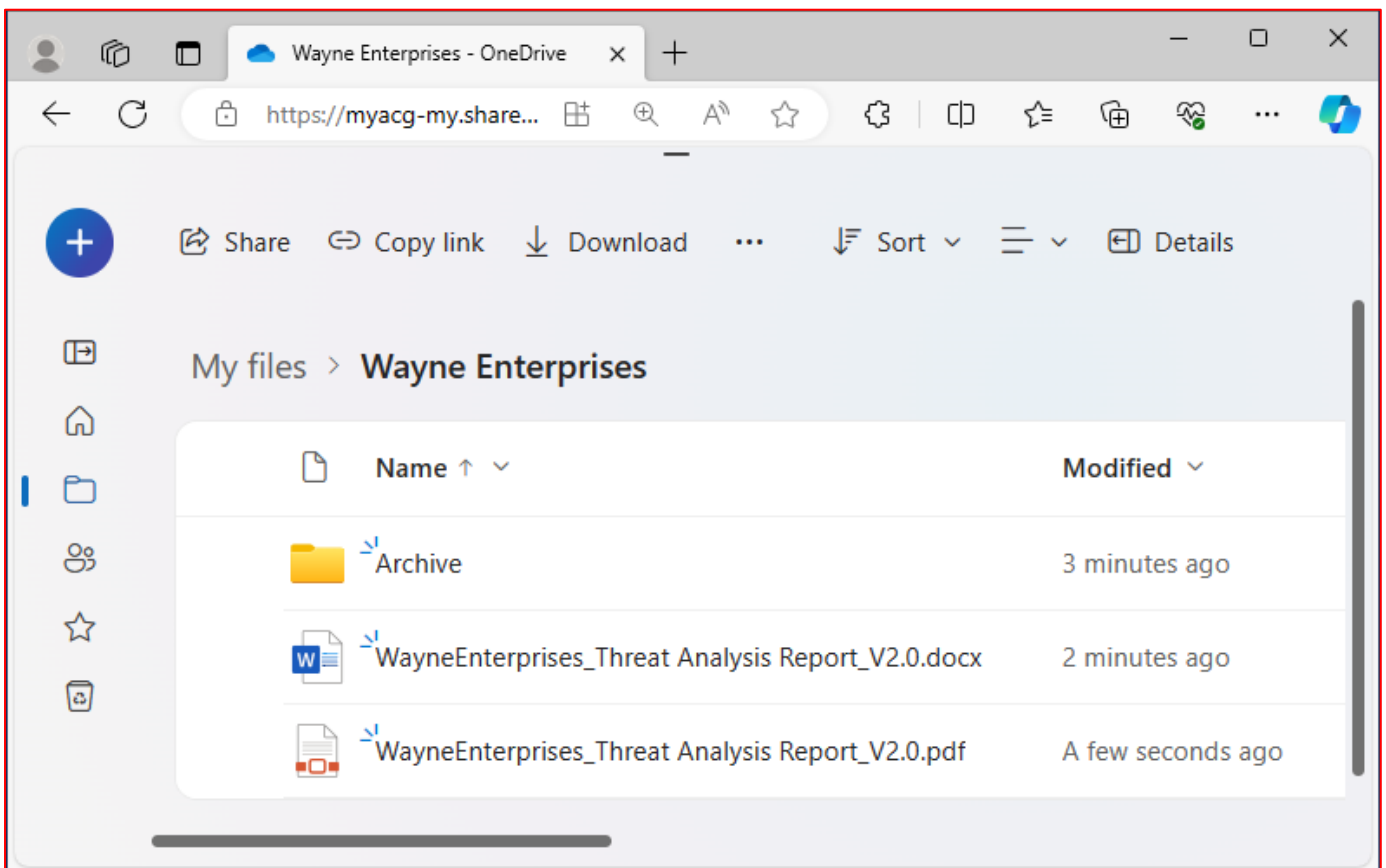 Wayne Enterprises - OneDrive
https://myacg-my.share...
Share Copy link Download ... Sort Details
My files > Wayne Enterprises
Name Modified
Archive 3 minutes ago
WayneEnterprises_Threat Analysis Report_V2.0.docx 2 minutes ago
WayneEnterprises_Threat Analysis Report_V2.0.pdf A few seconds ago